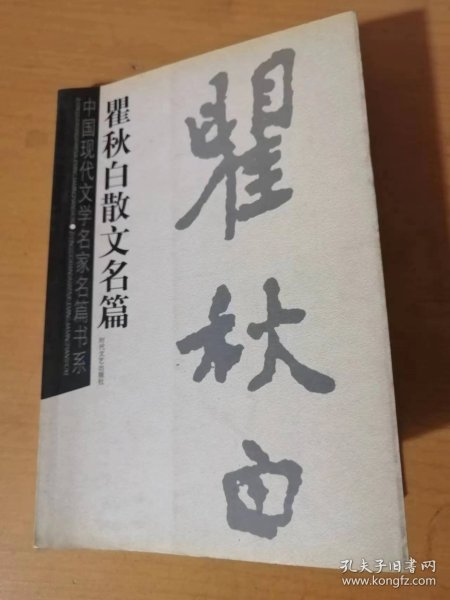 瞿秋白
瞿秋白散文名篇
时代文艺出版社
中国现代文学名家名篇书系
孔夫子旧书网
www.kongfz.com